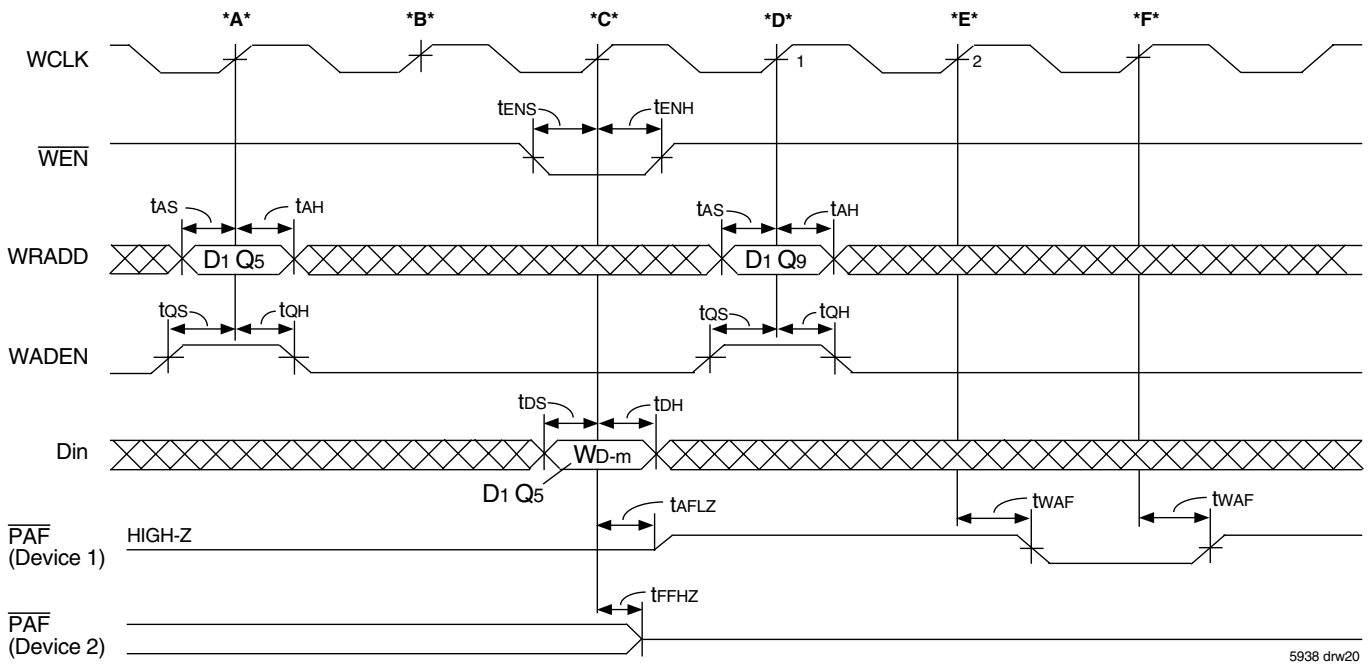 *A* *B* *C* *D* *E* *F*
WCLK
1 2
tENS tENH
WEN
tAS tAH tAS tAH
WRADD D1 Q5 D1 Q9
tQS tQH tQS tQH
WADEN
tDS tDH
Din WD-m
D1 Q5
tAFLZ tWAF tWAF
PAF HIGH-Z
(Device 1)
tFFHZ
PAF
(Device 2)
5938 drw20